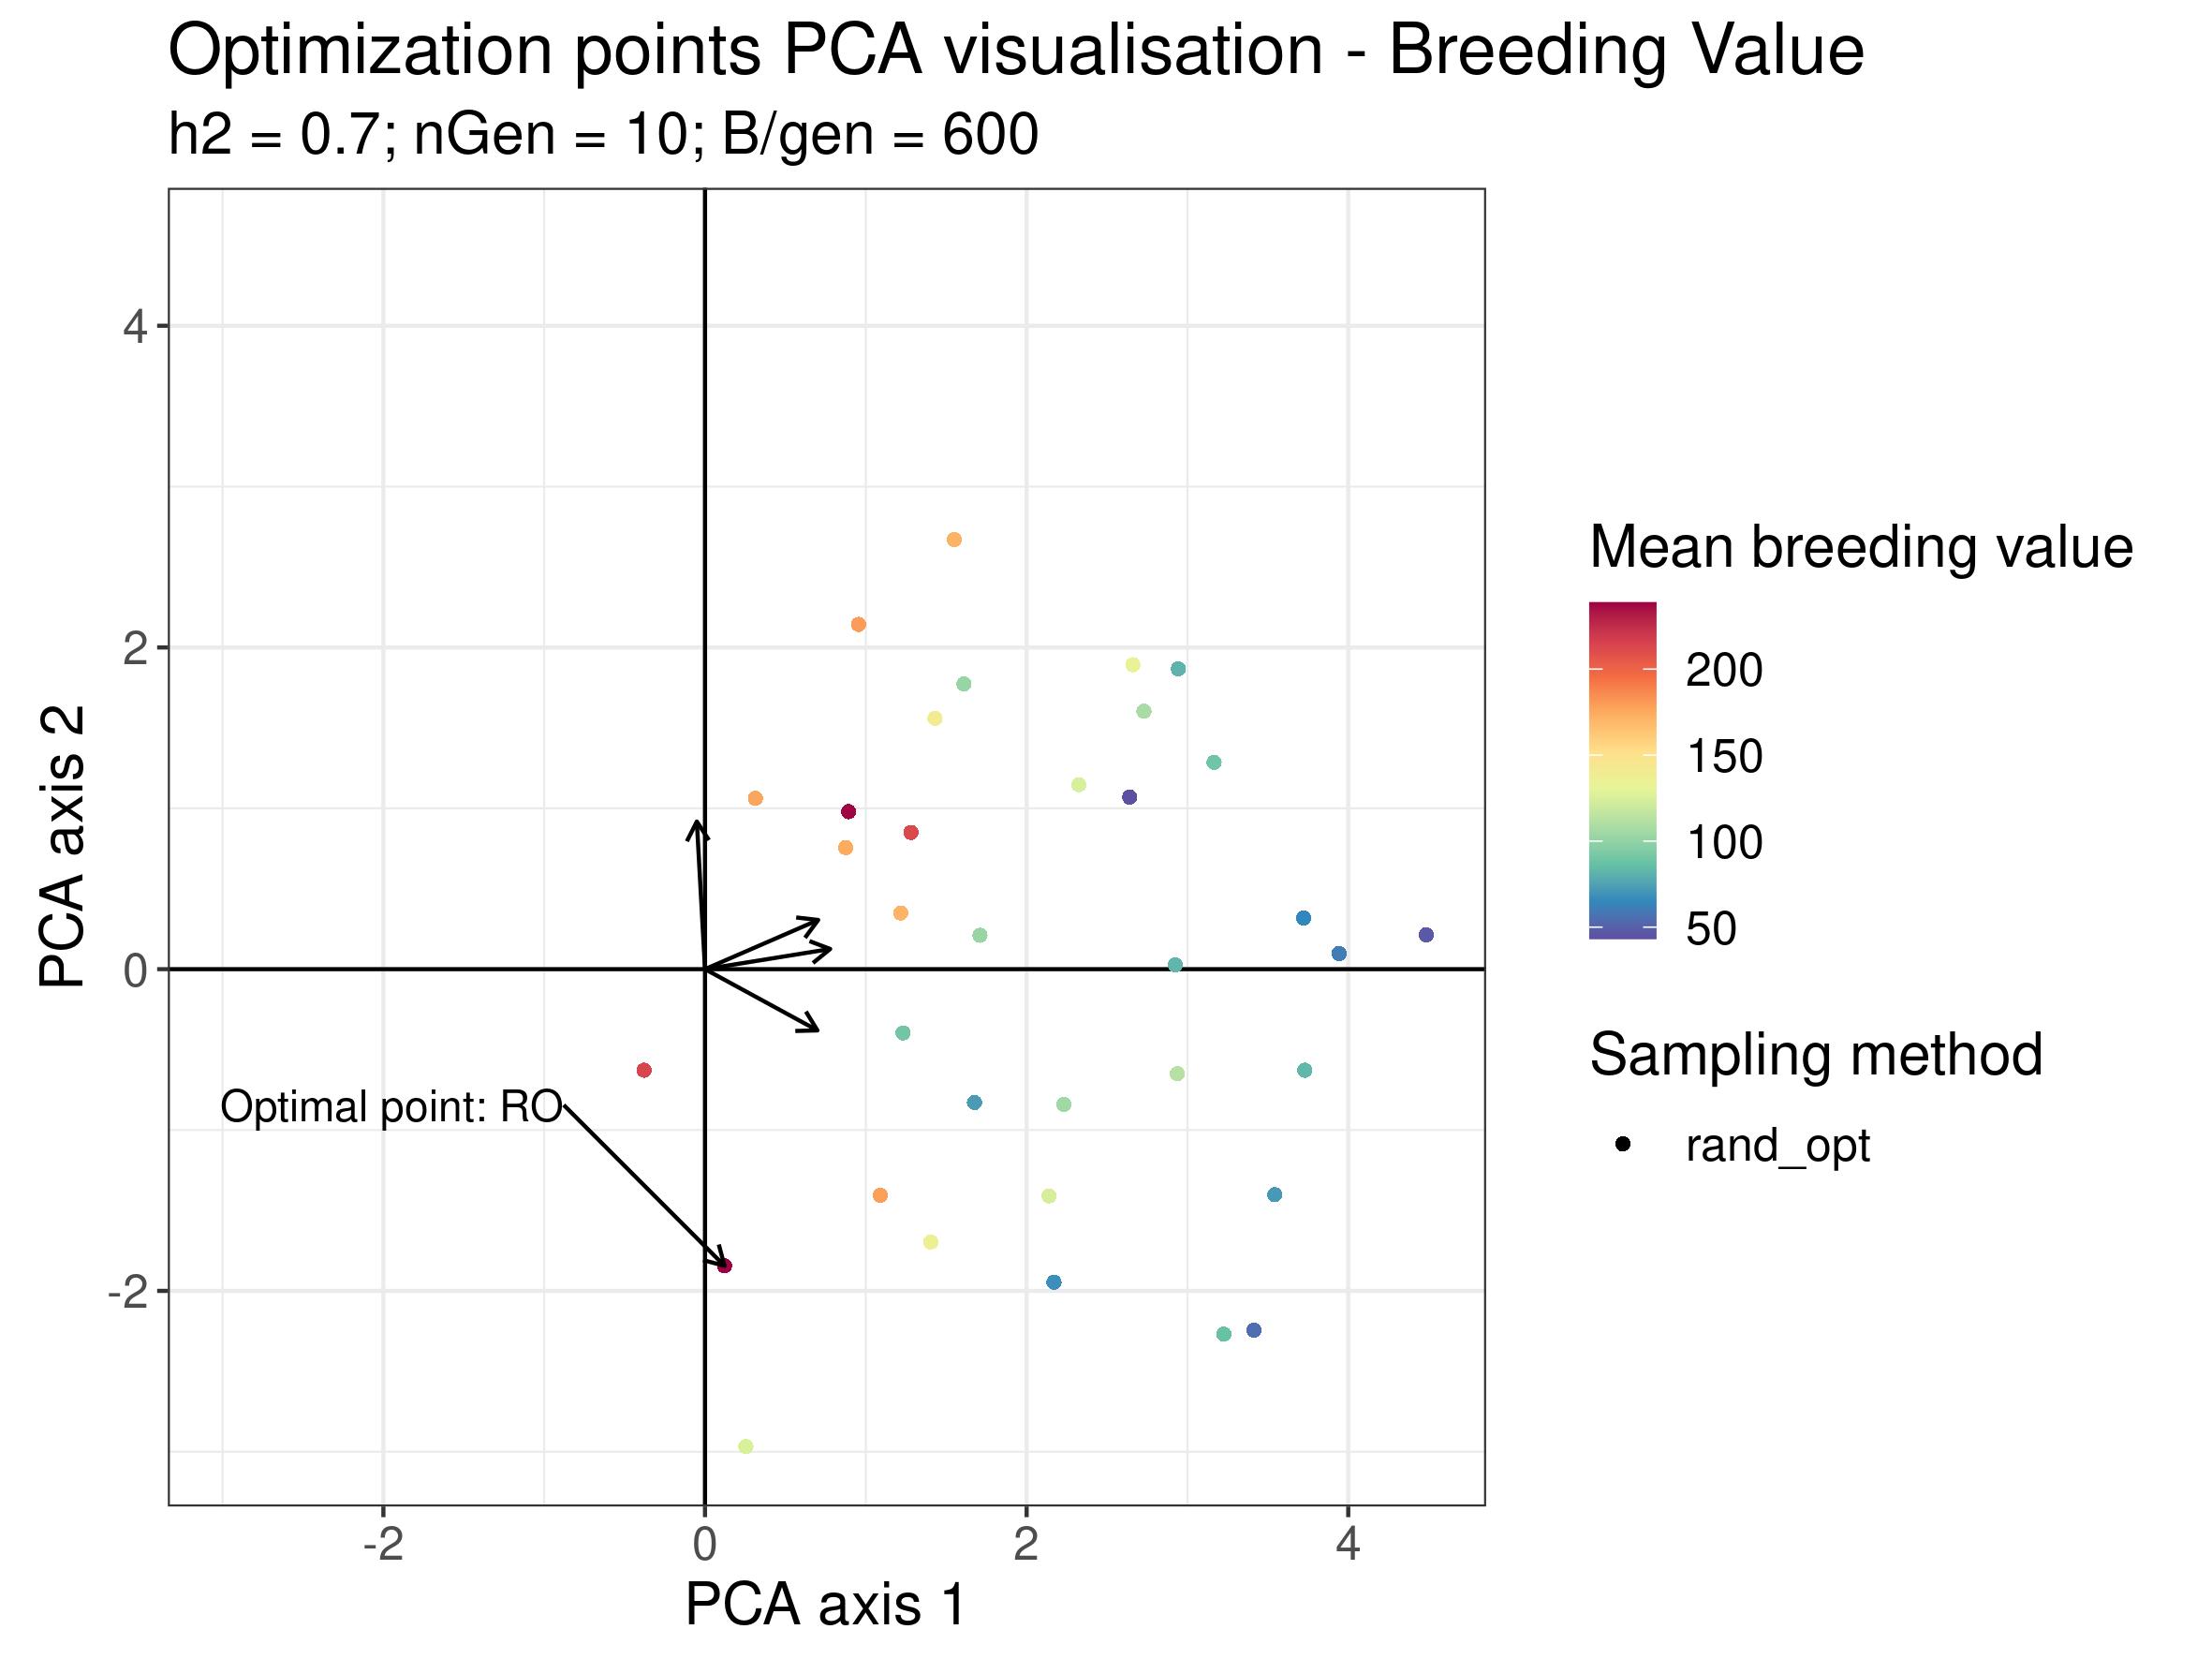 Optimization points PCA visualisation - Breeding Value
h2 = 0.7; nGen = 10; B/gen = 600
PCA axis 2
4
2
0
-2
Optimal point: RO
-2
0
2
4
PCA axis 1
Mean breeding value
200
150
100
50
Sampling method
rand_opt